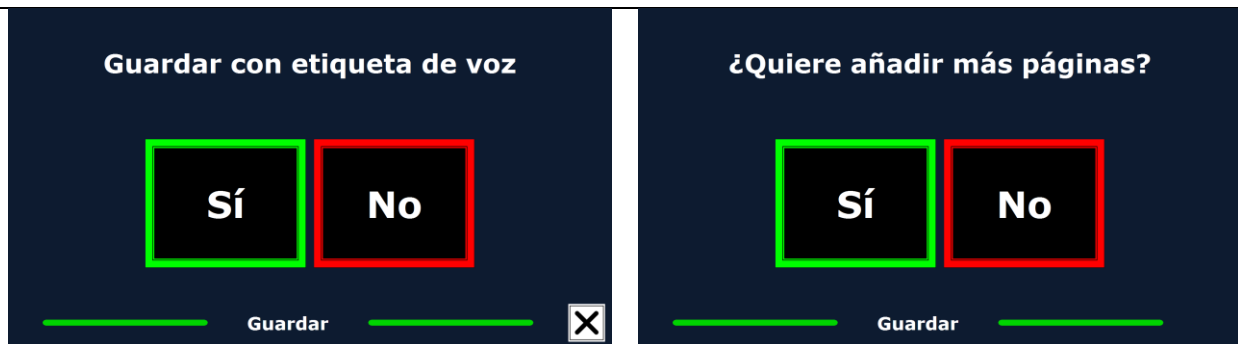 Guardar con etiqueta de voz
Sí
No
Guardar
¿Quiere añadir más páginas?
Sí
No
Guardar